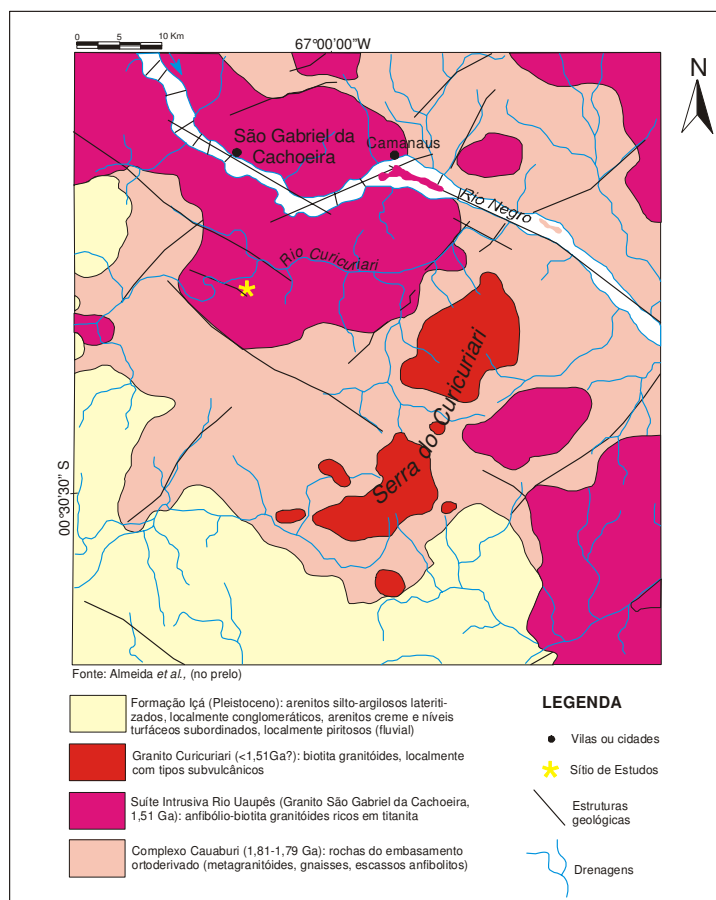 0 5 10 Km
67°00'00"W
N
São Gabriel da
Cachoeira
Camanaus
Rio Negro
Rio Curicuriari
Serra do Curicuriari
00°30'30" S
Fonte: Almeida et al., (no prelo)
Formação Içá (Pleistoceno): arenitos silto-argilosos lateriti-
zados, localmente conglomeráticos, arenitos creme e níveis
turfáceos subordinados, localmente piritosos (fluvial)
Granito Curicuriari (<1,51Ga?): biotita granitóides, localmente
com tipos subvulcânicos
Suíte Intrusiva Rio Uaupês (Granito São Gabriel da Cachoeira,
1,51 Ga): anfibólio-biotita granitóides ricos em titanita
Complexo Cauaburi (1,81-1,79 Ga): rochas do embasamento
ortoderivado (metagranitóides, gnaisses, escassos anfibolitos)
LEGENDA
Vilas ou cidades
Sítio de Estudos
Estruturas
geológicas
Drenagens